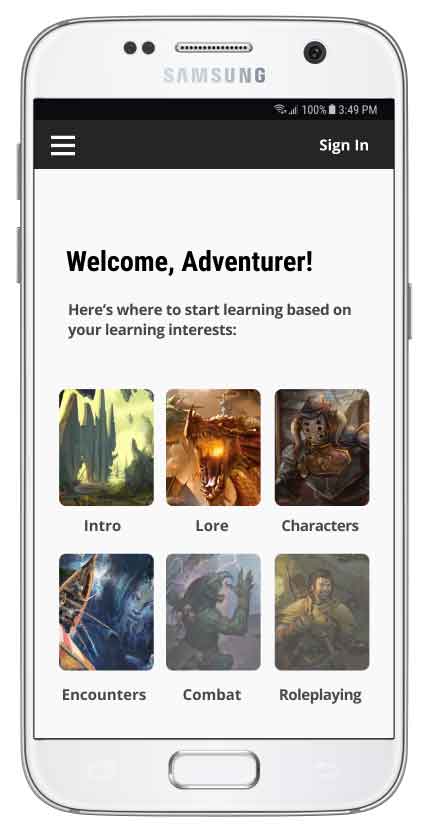 SAMSUNG
100% 3:49 PM
Sign In
Welcome, Adventurer!
Here’s where to start learning based on
your learning interests:
Intro Lore Characters
Encounters Combat Roleplaying